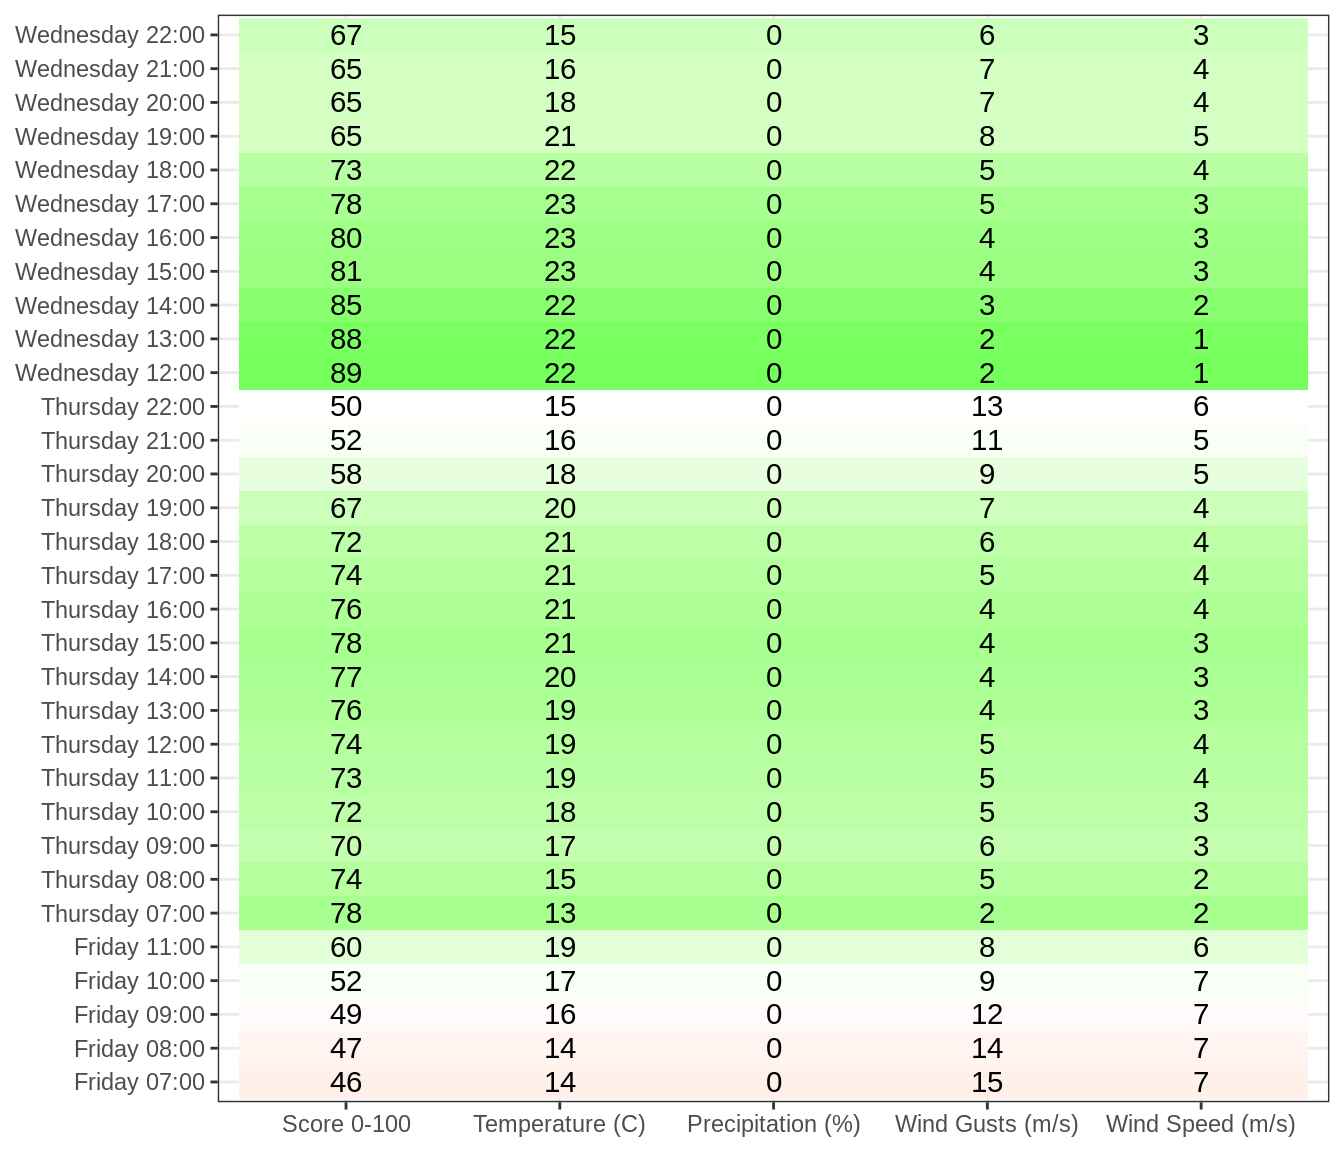 Wednesday 22:00 67 15 0 6 3
Wednesday 21:00 65 16 0 7 4
Wednesday 20:00 65 18 0 7 4
Wednesday 19:00 65 21 0 8 5
Wednesday 18:00 73 22 0 5 4
Wednesday 17:00 78 23 0 5 3
Wednesday 16:00 80 23 0 4 3
Wednesday 15:00 81 23 0 4 3
Wednesday 14:00 85 22 0 3 2
Wednesday 13:00 88 22 0 2 1
Wednesday 12:00 89 22 0 2 1
Thursday 22:00 50 15 0 13 6
Thursday 21:00 52 16 0 11 5
Thursday 20:00 58 18 0 9 5
Thursday 19:00 67 20 0 7 4
Thursday 18:00 72 21 0 6 4
Thursday 17:00 74 21 0 5 4
Thursday 16:00 76 21 0 4 4
Thursday 15:00 78 21 0 4 3
Thursday 14:00 77 20 0 4 3
Thursday 13:00 76 19 0 4 3
Thursday 12:00 74 19 0 5 4
Thursday 11:00 73 19 0 5 4
Thursday 10:00 72 18 0 5 3
Thursday 09:00 70 17 0 6 3
Thursday 08:00 74 15 0 5 2
Thursday 07:00 78 13 0 2 2
Friday 11:00 60 19 0 8 6
Friday 10:00 52 17 0 9 7
Friday 09:00 49 16 0 12 7
Friday 08:00 47 14 0 14 7
Friday 07:00 46 14 0 15 7
Score 0-100 Temperature (C) Precipitation (%) Wind Gusts (m/s) Wind Speed (m/s)